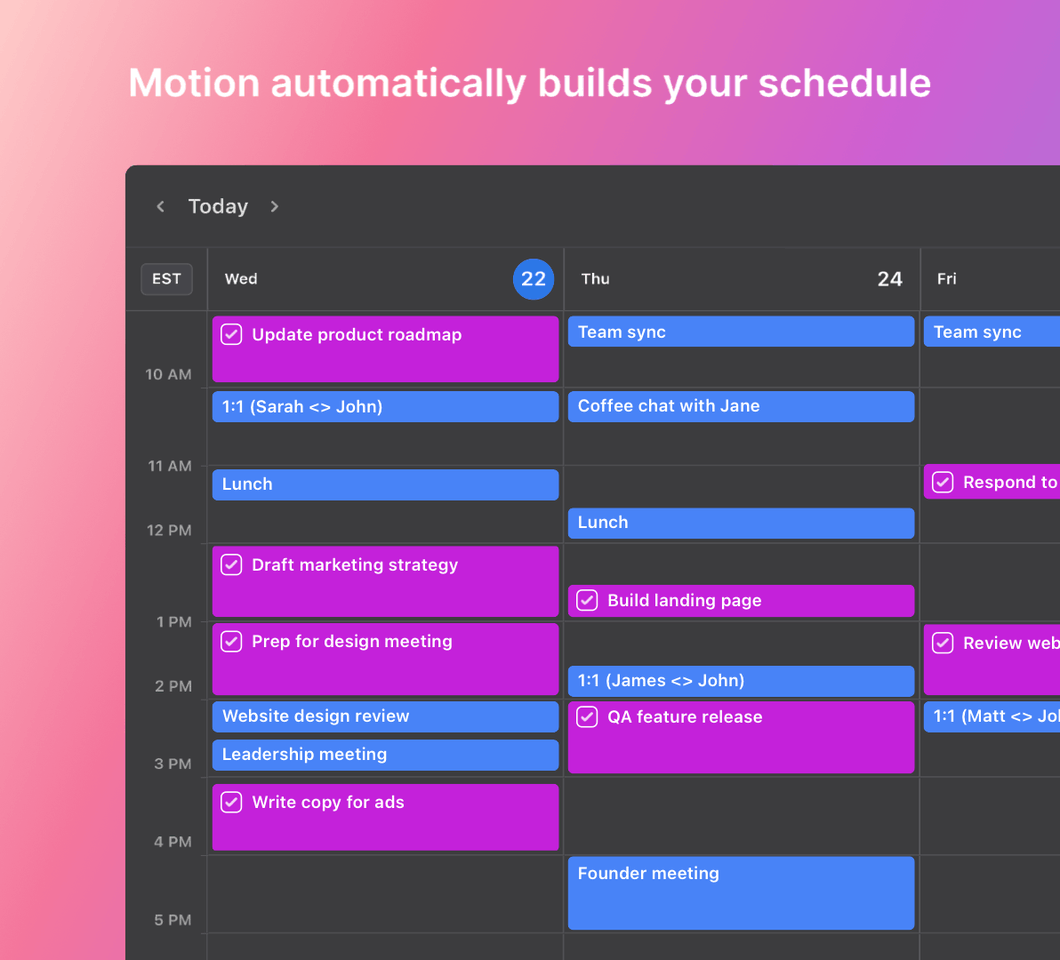 Motion automatically builds your schedule
Today
EST
Wed
22
Thu
24
Fri
Update product roadmap
Team sync
Team sync
10 AM
1:1 (Sarah <> John)
Coffee chat with Jane
11 AM
Lunch
Respond to
Lunch
12 PM
Draft marketing strategy
Build landing page
1 PM
Prep for design meeting
Review web
1:1 (James <> John)
2 PM
Website design review
QA feature release
1:1 (Matt <> Joh
Leadership meeting
3 PM
Write copy for ads
4 PM
Founder meeting
5 PM